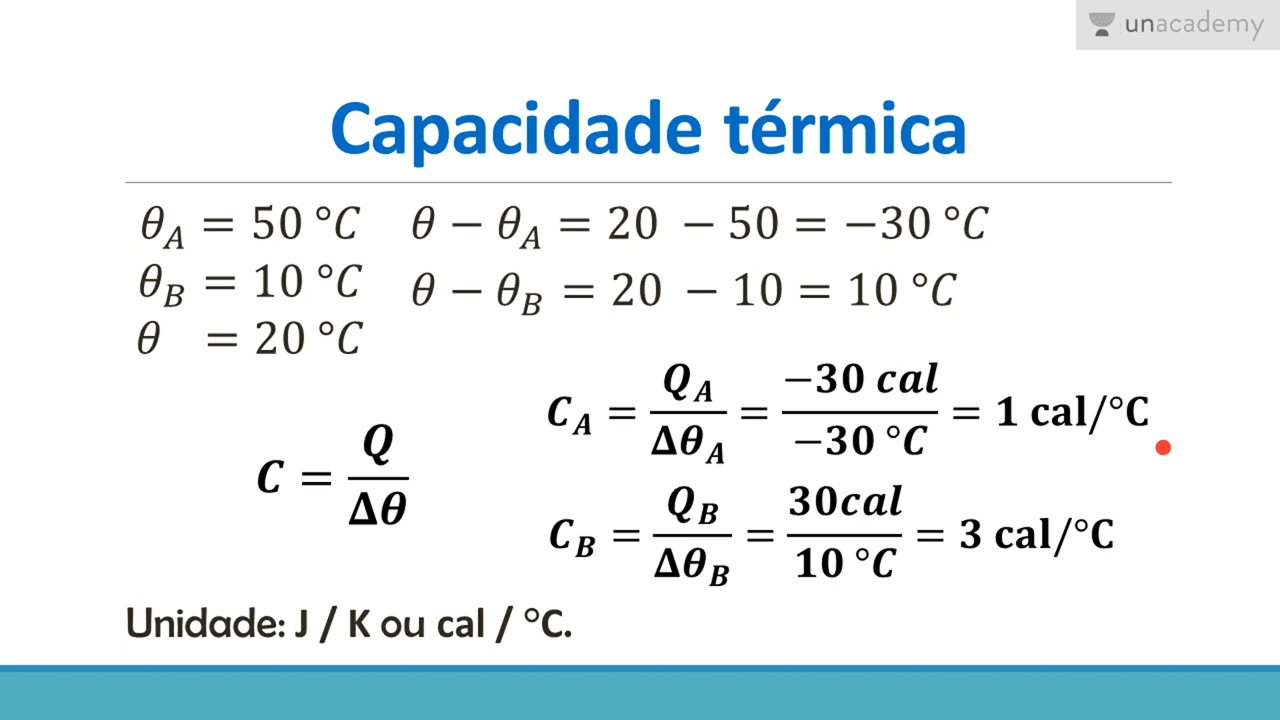 unacademy
Capacidade térmica
θ_A = 50 °C    θ − θ_A = 20 − 50 = −30 °C
θ_B = 10 °C    θ − θ_B = 20 − 10 = 10 °C
θ = 20 °C
C_A = Q_A/Δθ_A = −30 cal/−30 °C = 1 cal/°C
C = Q/Δθ
C_B = Q_B/Δθ_B = 30cal/10 °C = 3 cal/°C
Unidade: J / K ou cal / °C.